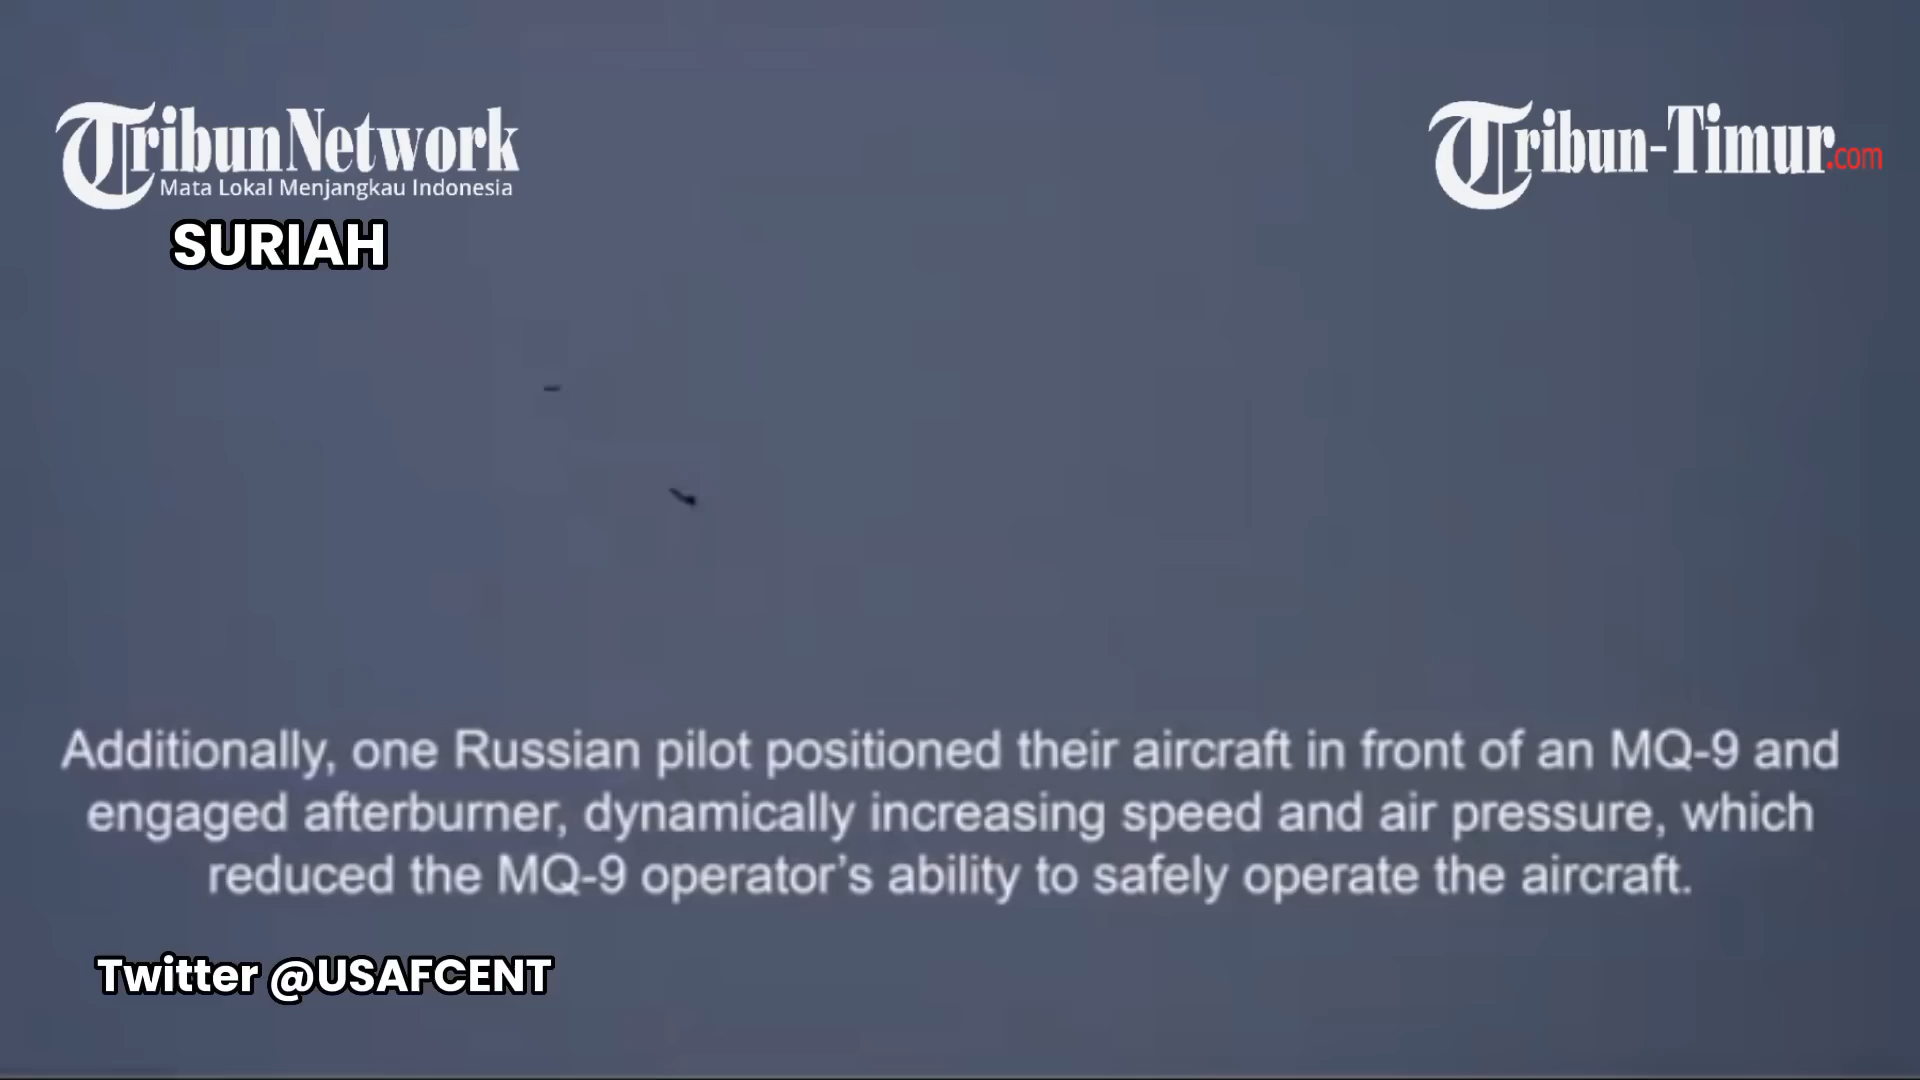 TribunNetwork
Mata Lokal Menjangkau Indonesia
Tribun-Timur.com
SURIAH
Additionally, one Russian pilot positioned their aircraft in front of an MQ-9 and
engaged afterburner, dynamically increasing speed and air pressure, which
reduced the MQ-9 operator’s ability to safely operate the aircraft.
Twitter @USAFCENT